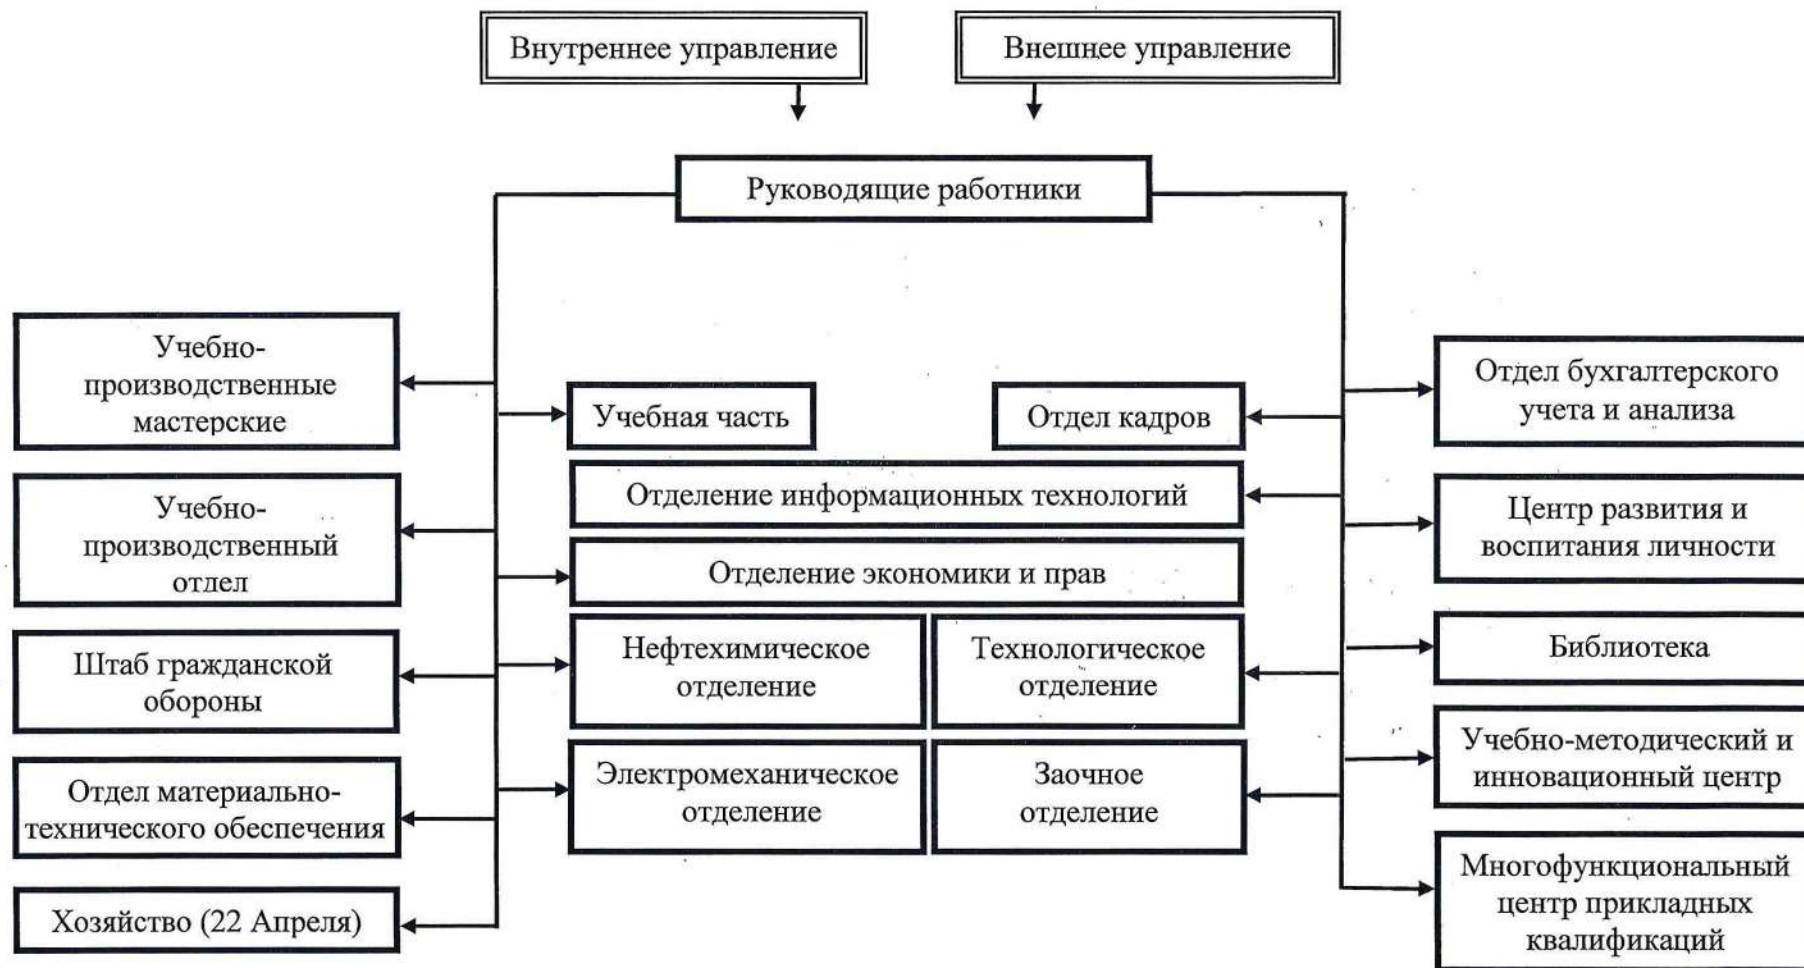 Внутреннее управление
Внешнее управление
Руководящие работники
Учебно-
производственные
мастерские
Учебно-
производственный
отдел
Штаб гражданской
обороны
Отдел материально-
технического обеспечения
Хозяйство (22 Апреля)
Учебная часть
Отдел кадров
Отделение информационных технологий
Отделение экономики и прав
Нефтехимическое
отделение
Технологическое
отделение
Электромеханическое
отделение
Заочное
отделение
Отдел бухгалтерского
учета и анализа
Центр развития и
воспитания личности
Библиотека
Учебно-методический и
инновационный центр
Многофункциональный
центр прикладных
квалификаций